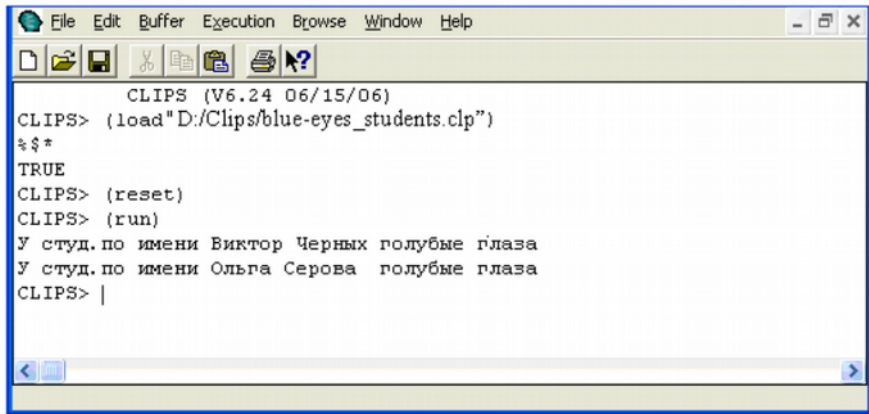 File Edit Buffer Execution Browse Window Help
CLIPS (V6.24 06/15/06)
CLIPS> (load"D:/Clips/blue-eyes_students.clp")
%$*
TRUE
CLIPS> (reset)
CLIPS> (run)
У студ.по имени Виктор Черных голубые глаза
У студ.по имени Ольга Серова голубые глаза
CLIPS>